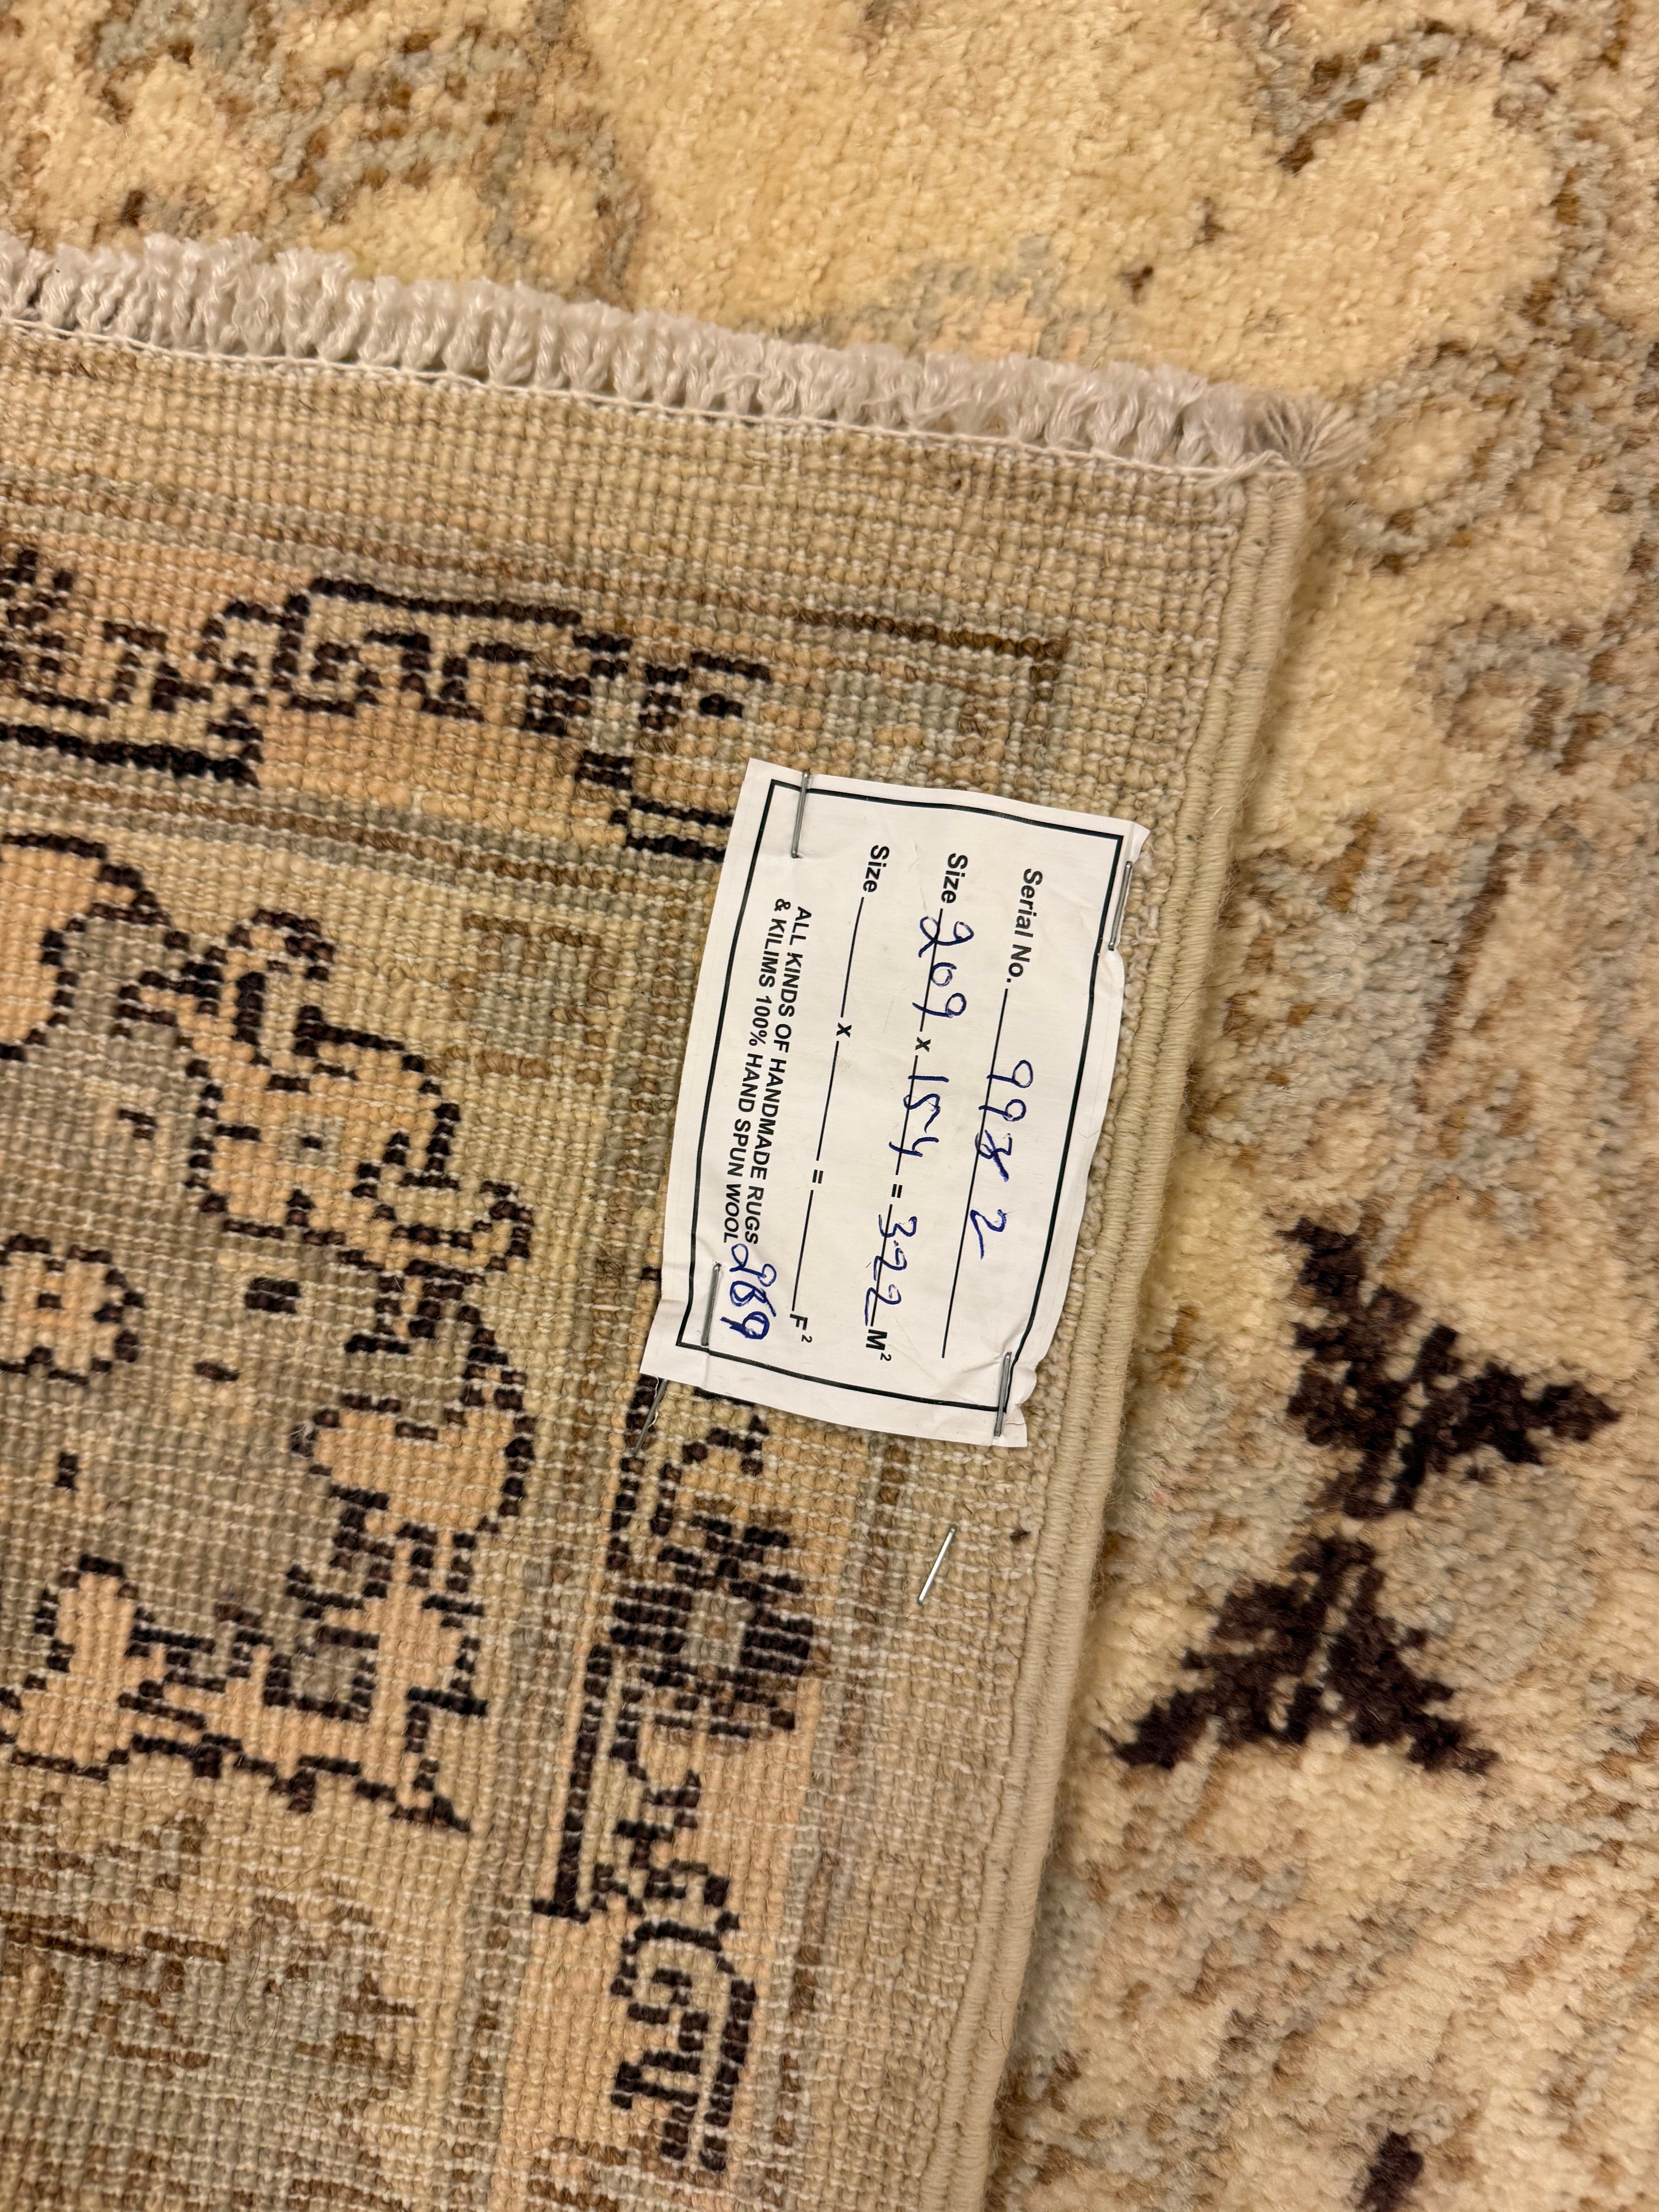 Serial No. 9982
Size 209 x 154 = 3.22 M²
Size x = F²
ALL KINDS OF HANDMADE RUGS
& KILIMS 100% HAND SPUN WOOL 289